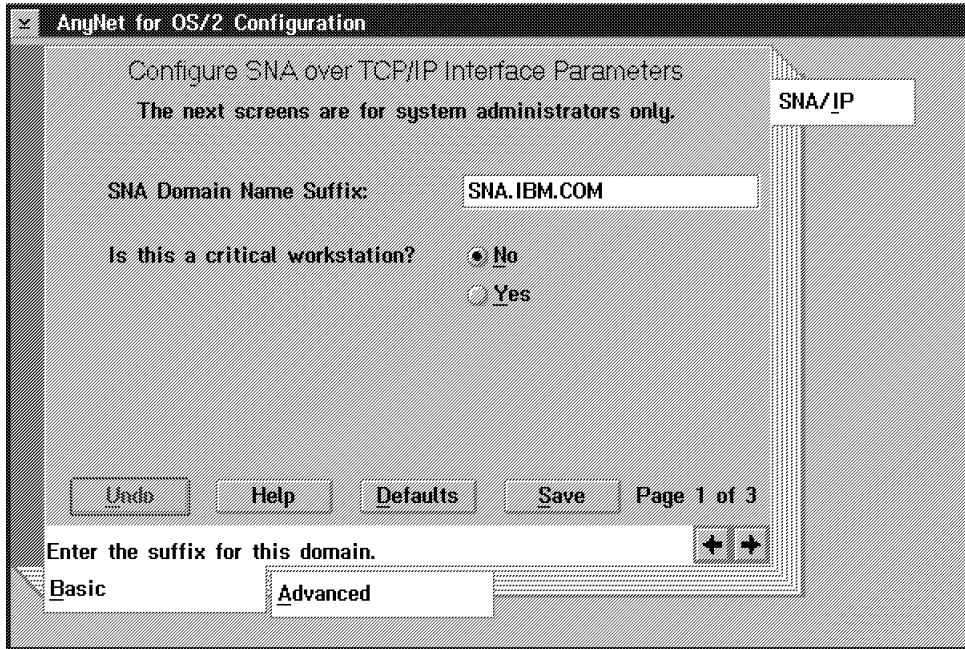 AnyNet for OS/2 Configuration
Configure SNA over TCP/IP Interface Parameters
The next screens are for system administrators only.
SNA/IP
SNA Domain Name Suffix: SNA.IBM.COM
Is this a critical workstation? No
Yes
Undo Help Defaults Save Page 1 of 3
Enter the suffix for this domain.
Basic
Advanced